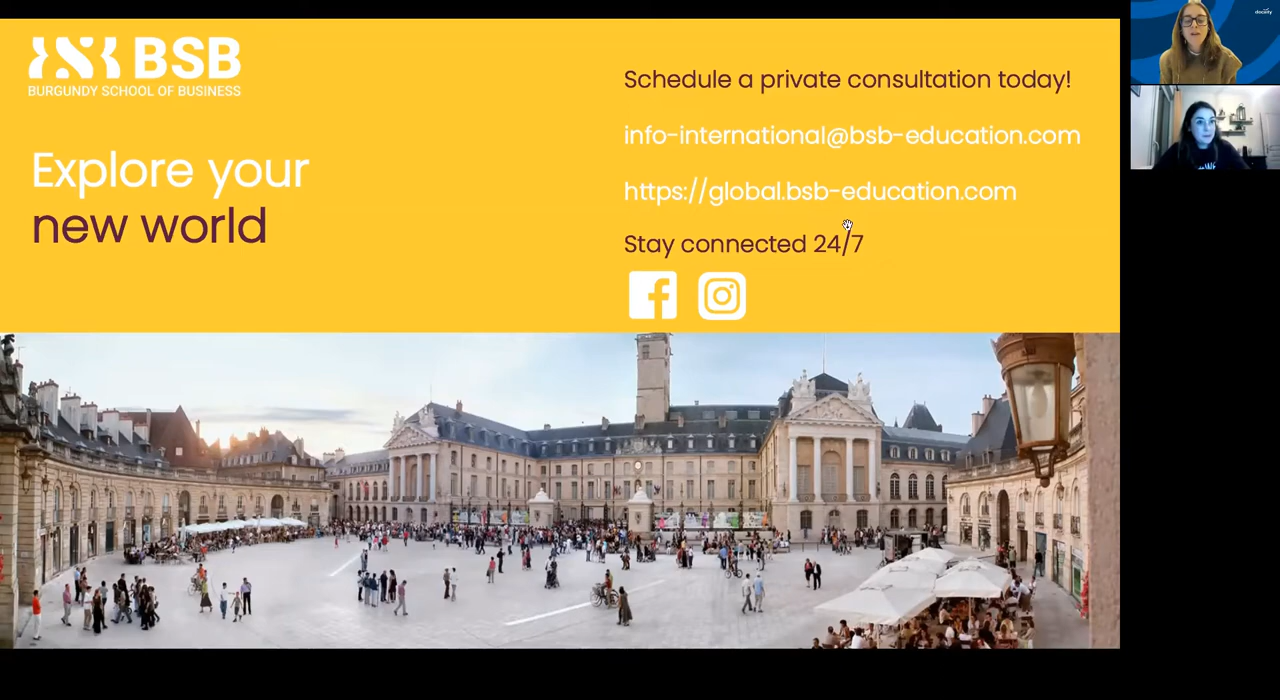 BSB
BURGUNDY SCHOOL OF BUSINESS
Explore your
new world
Schedule a private consultation today!
info-international@bsb-education.com
https://global.bsb-education.com
Stay connected 24/7
docsity